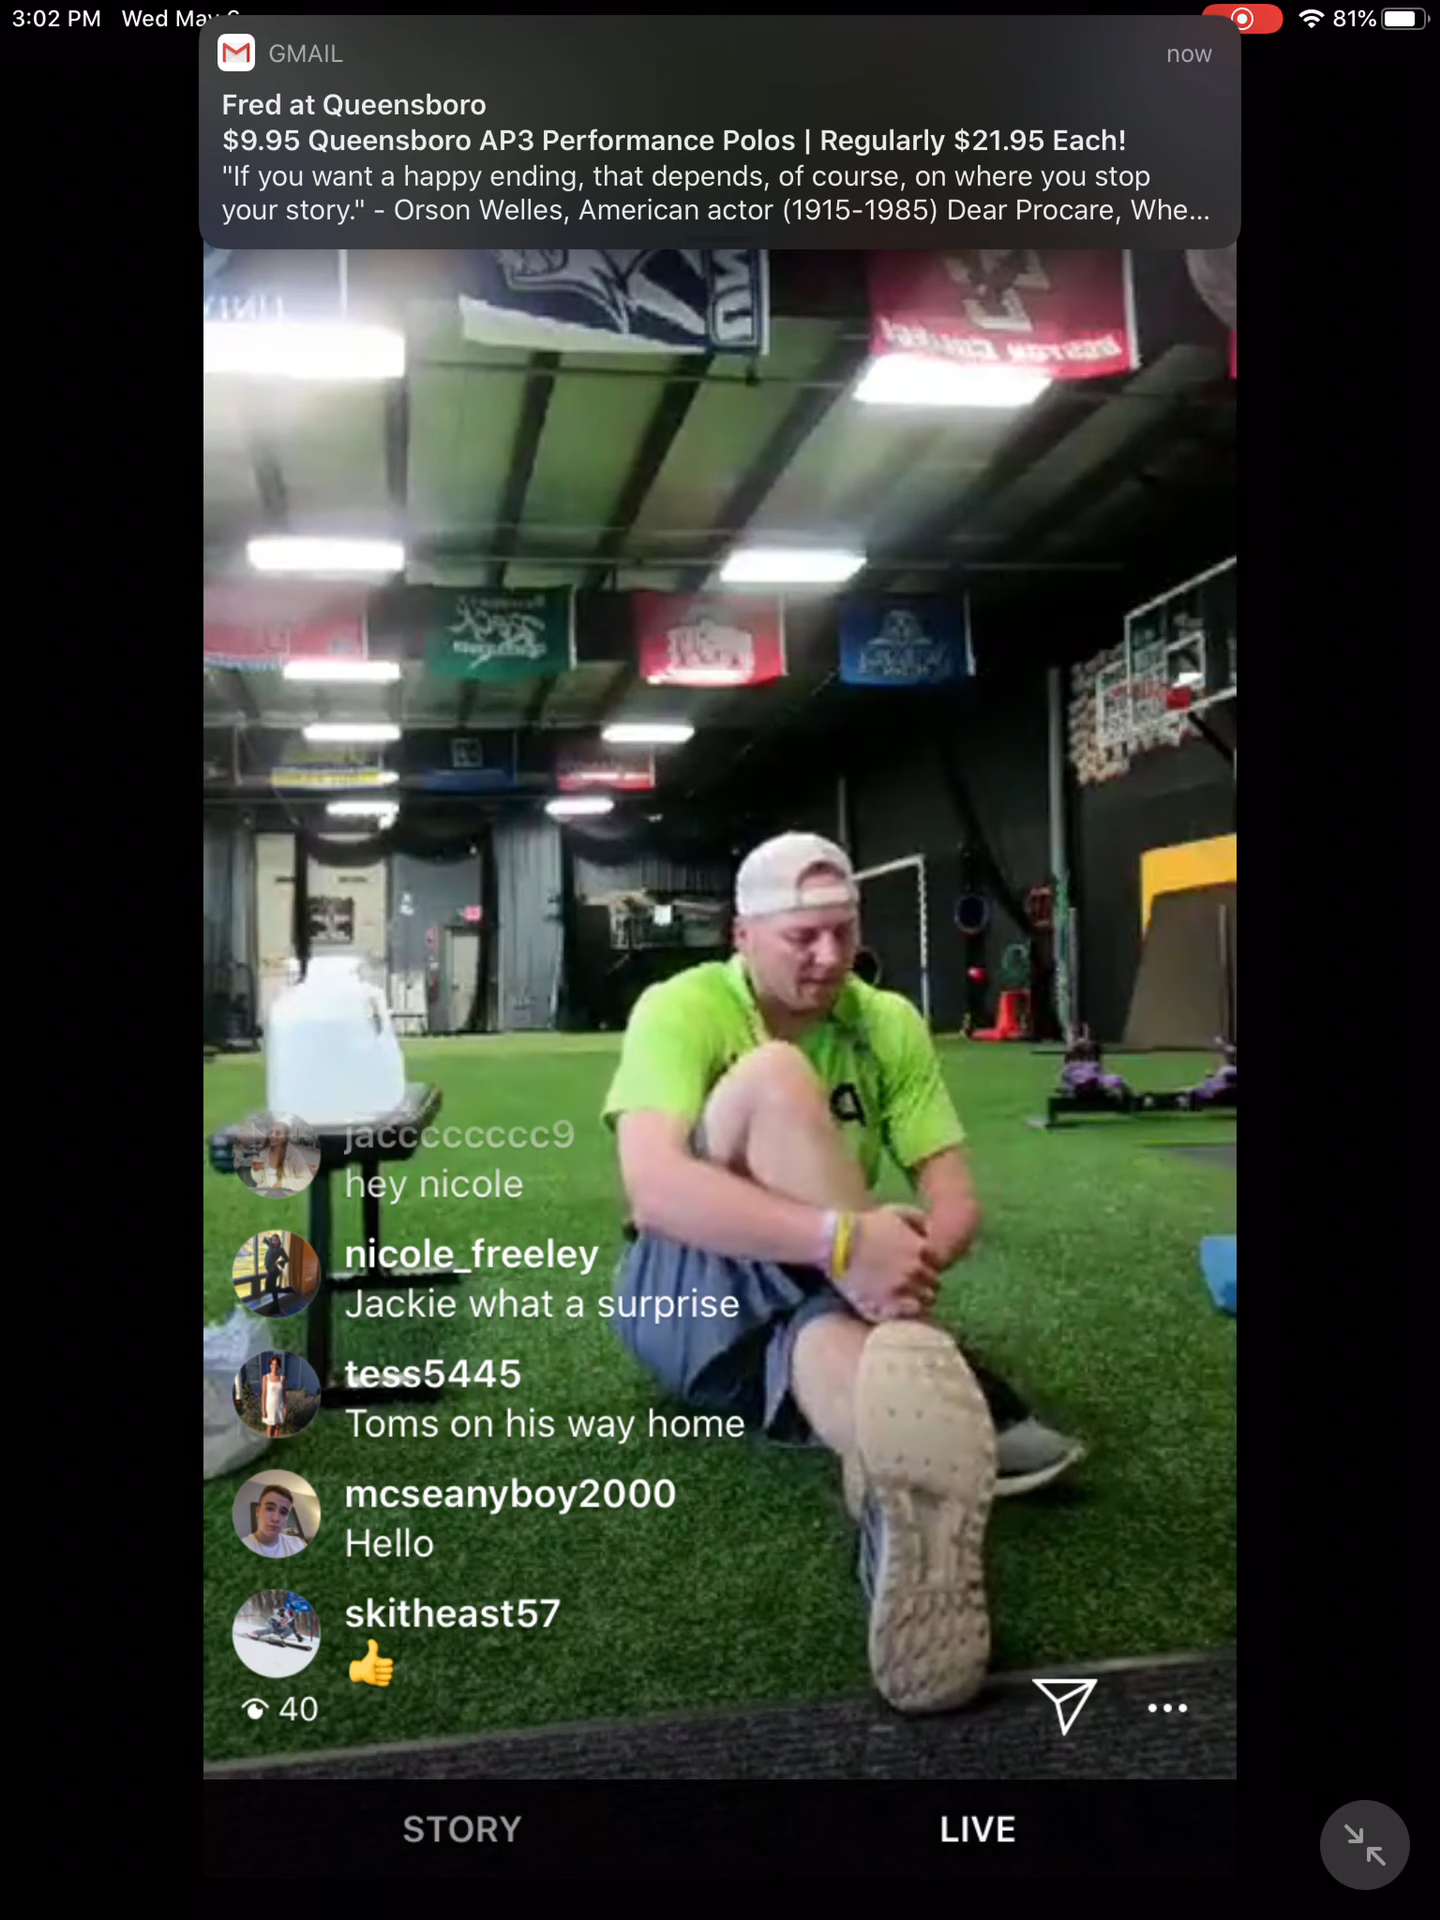 3:02 PM Wed May 6
81%
GMAIL
now
Fred at Queensboro
$9.95 Queensboro AP3 Performance Polos | Regularly $21.95 Each!
"If you want a happy ending, that depends, of course, on where you stop
your story." - Orson Welles, American actor (1915-1985) Dear Procare, Whe...
BOSTON COLLEGE
jacccccccc9
hey nicole
nicole_freeley
Jackie what a surprise
tess5445
Toms on his way home
mcseanyboy2000
Hello
skitheast57
👍
40
STORY
LIVE